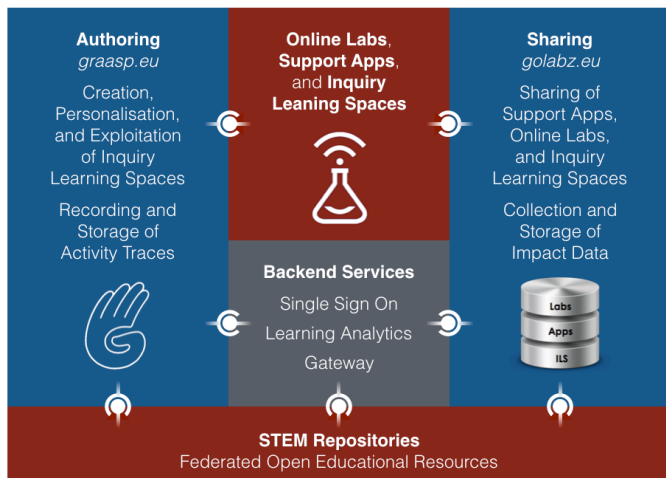 Authoring
graasp.eu
Creation,
Personalisation,
and Exploitation
of Inquiry
Learning Spaces
Recording and
Storage of
Activity Traces
Online Labs,
Support Apps,
and Inquiry
Leaning Spaces
Backend Services
Single Sign On
Learning Analytics
Gateway
Sharing
golabz.eu
Sharing of
Support Apps,
Online Labs,
and Inquiry
Learning Spaces
Collection and
Storage of
Impact Data
Labs
Apps
ILS
STEM Repositories
Federated Open Educational Resources